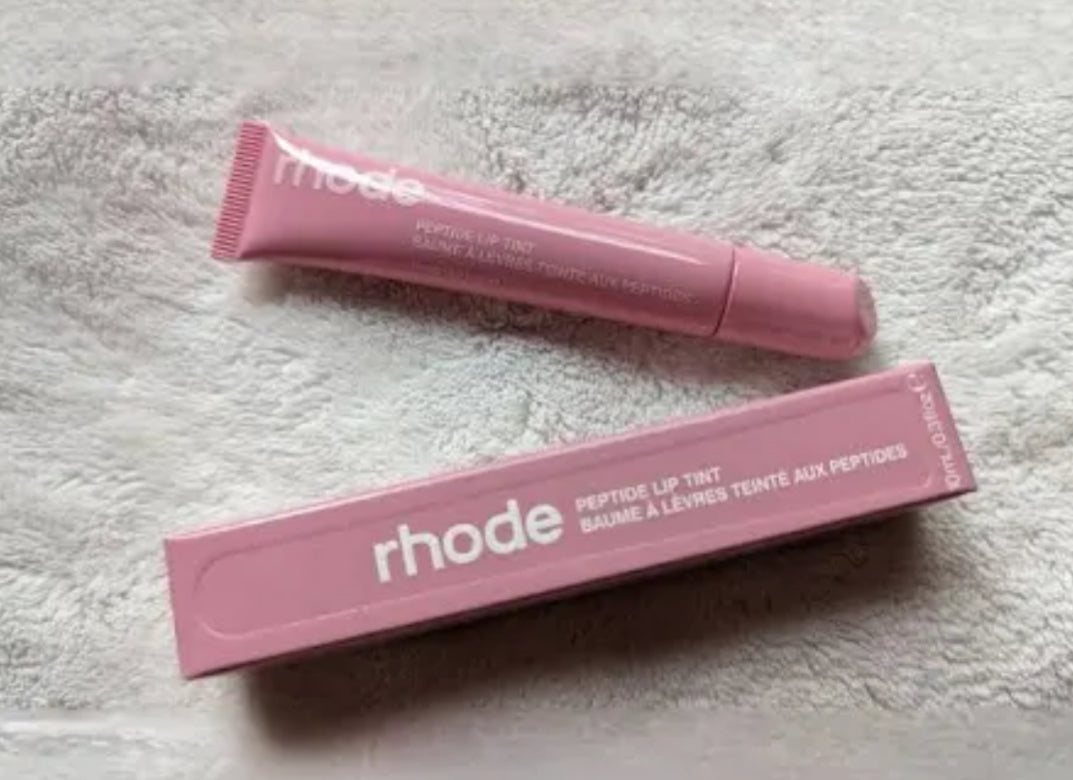 rhode
PEPTIDE LIP TINT
BAUME À LÈVRES TEINTÉ AUX PEPTIDES
rhode
PEPTIDE LIP TINT
BAUME À LÈVRES TEINTÉ AUX PEPTIDES